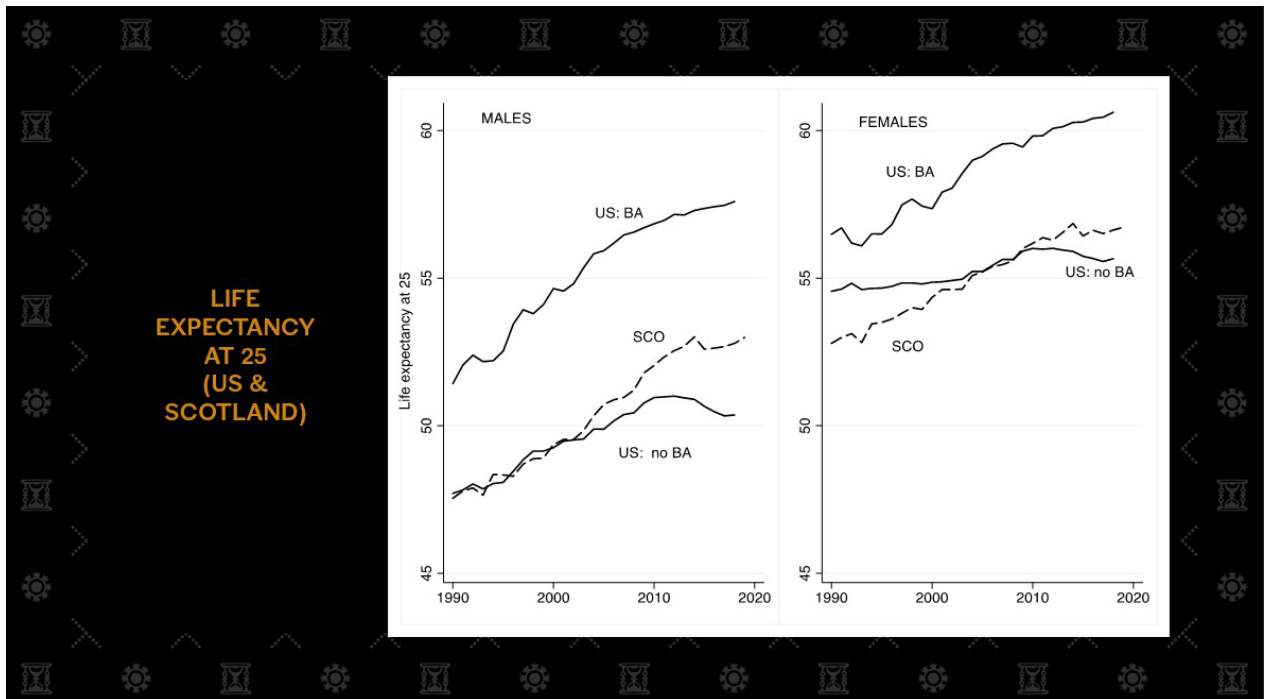 LIFE
EXPECTANCY
AT 25
(US &
SCOTLAND)
MALES
US: BA
SCO
US: no BA
Life expectancy at 25
60
55
50
45
1990 2000 2010 2020
FEMALES
US: BA
US: no BA
SCO
60
55
50
45
1990 2000 2010 2020